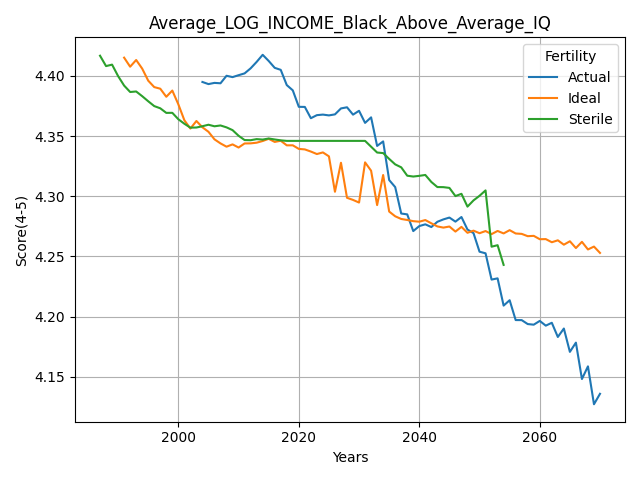 Average_LOG_INCOME_Black_Above_Average_IQ
Fertility
Actual
Ideal
Sterile
Score(4-5)
4.40
4.35
4.30
4.25
4.20
4.15
2000
2020
2040
2060
Years